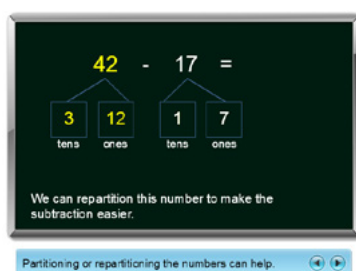 42 - 17 =
3 12 1 7
tens ones tens ones
We can repartition this number to make the
subtraction easier.
Partitioning or repartitioning the numbers can help.